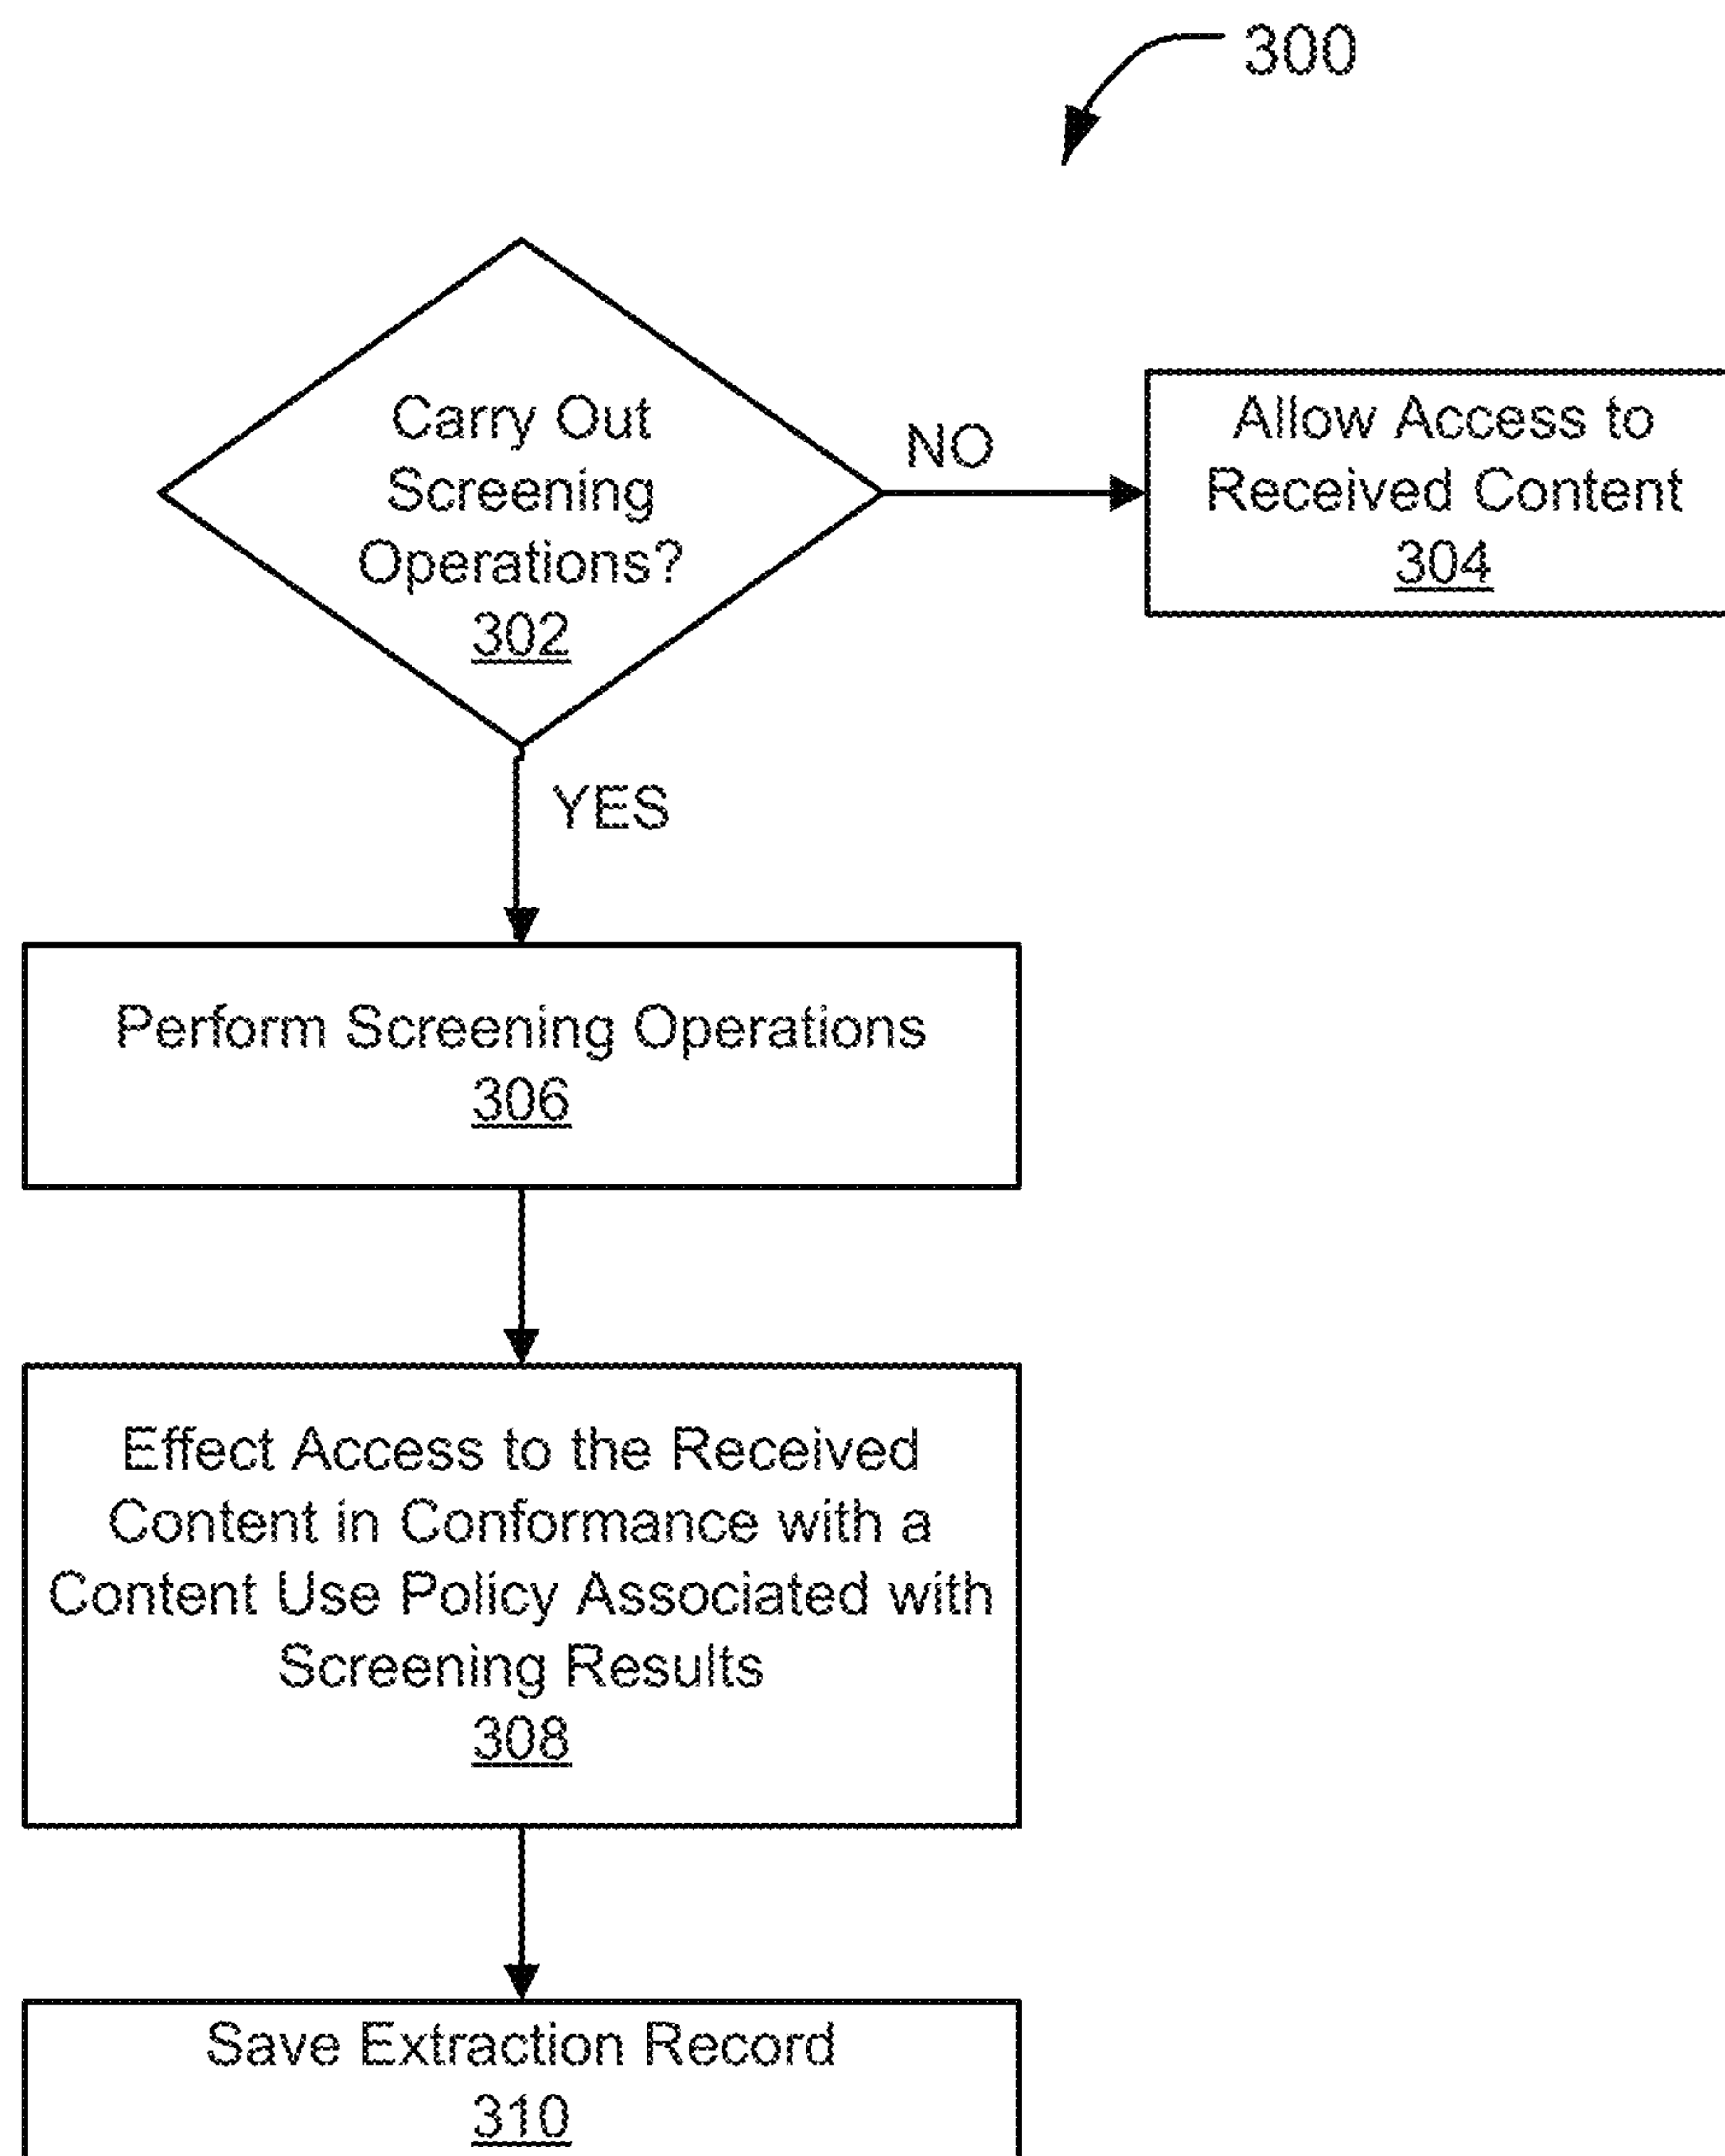 300
Carry Out
Screening
Operations?
302
NO
Allow Access to
Received Content
304
YES
Perform Screening Operations
306
Effect Access to the Received
Content in Conformance with a
Content Use Policy Associated with
Screening Results
308
Save Extraction Record
310